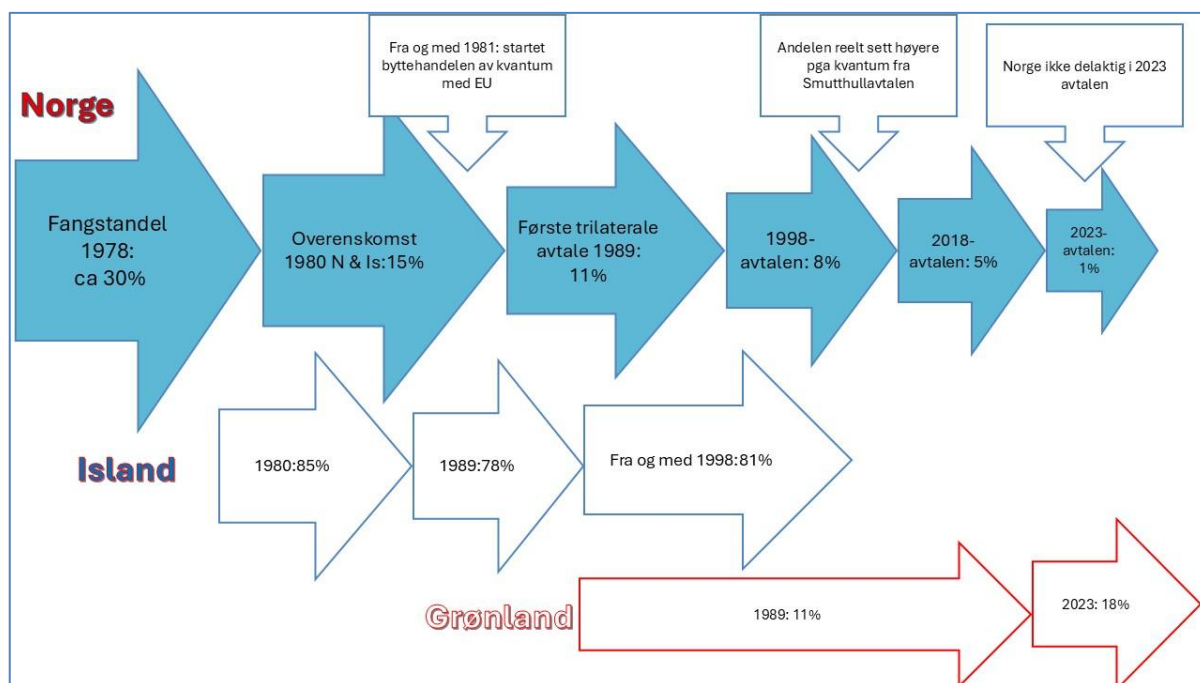 Fra og med 1981: startet
byttehandelen av kvantum
med EU
Andelen reelt sett høyere
pga kvantum fra
Smutthullavtalen
Norge ikke delaktig i 2023
avtalen
Norge
Fangstandel
1978:
ca 30%
Overenskomst
1980 N & Is:15%
Første trilaterale
avtale 1989:
11%
1998-
avtalen: 8%
2018-
avtalen: 5%
2023-
avtalen:
1%
Island
1980:85%
1989:78%
Fra og med 1998:81%
Grønland
1989: 11%
2023: 18%